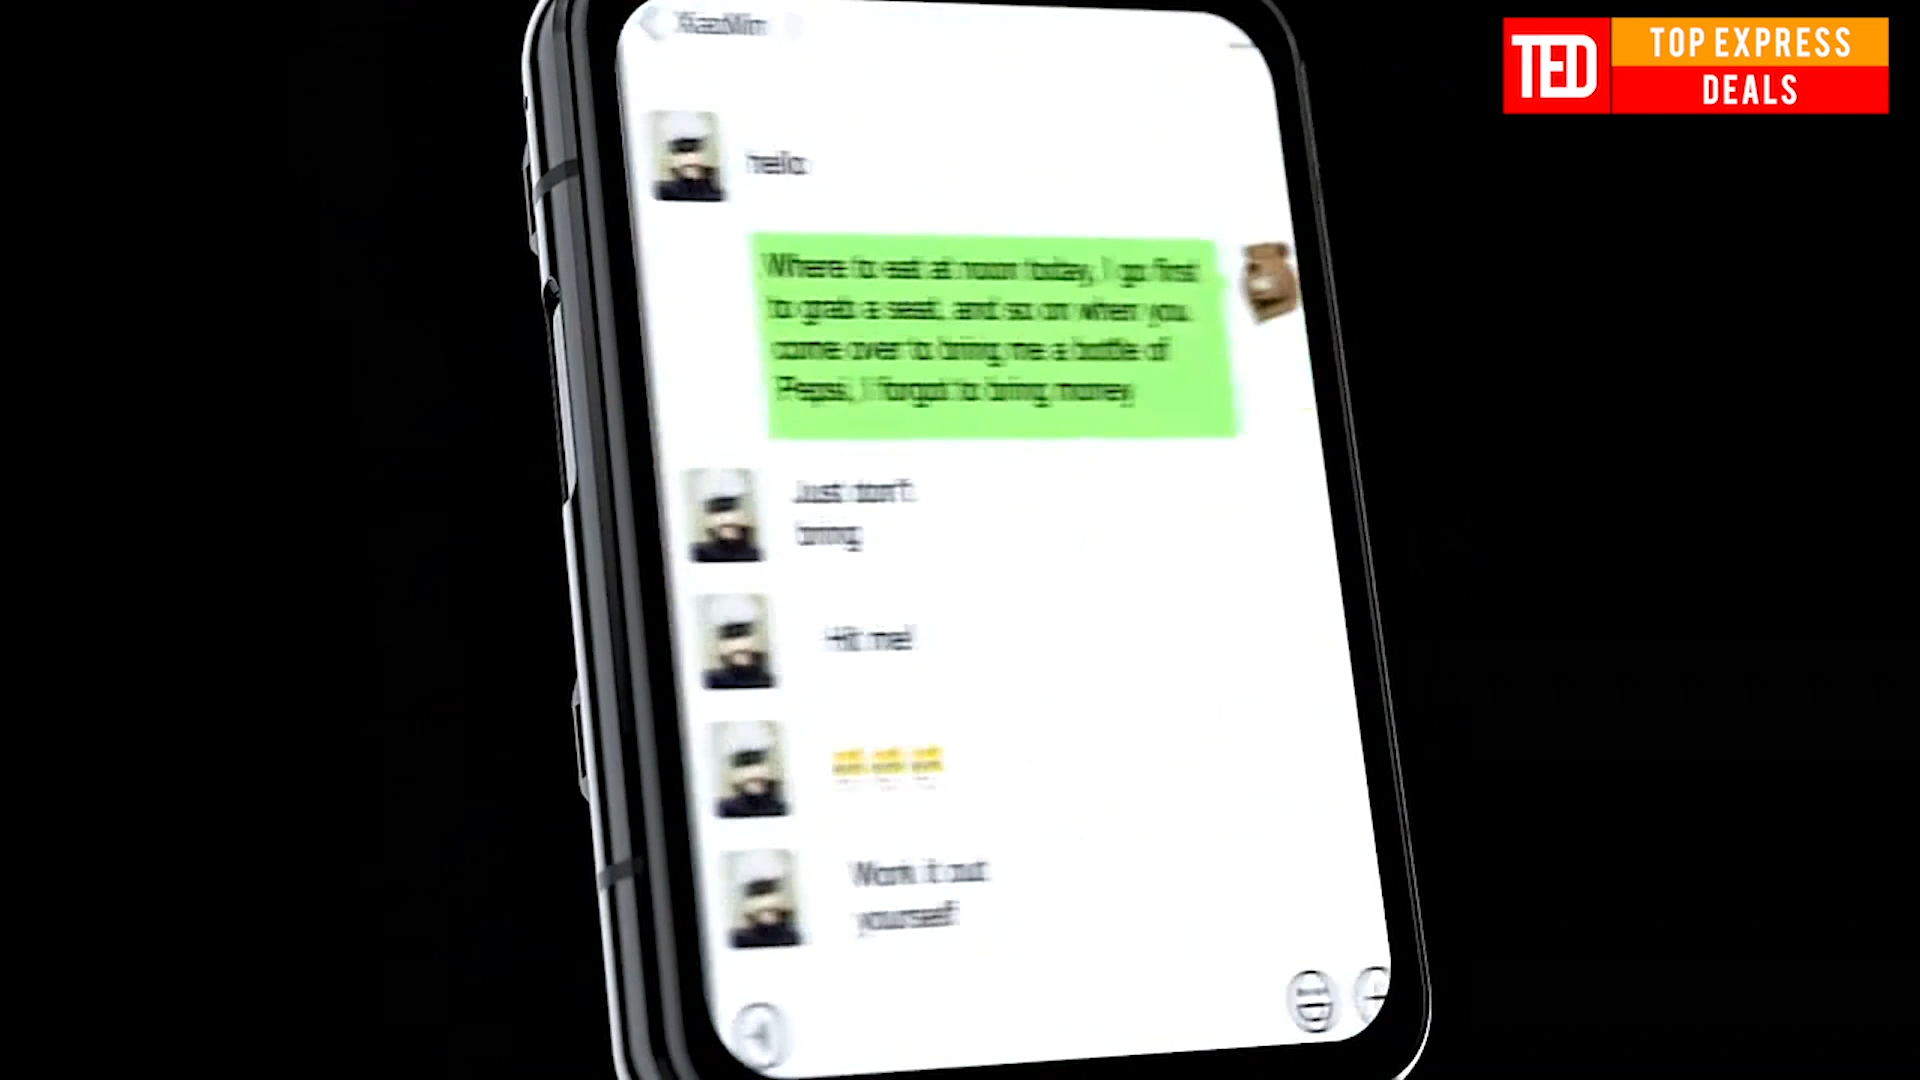 TED
TOP EXPRESS
DEALS
hello
Where to eat at noon today, I go first
to grab a seat, and so on when you
come over to bring me a bottle of
Pepsi, I forgot to bring money
Just don't
bring
Hit me!
Work it out
yourself